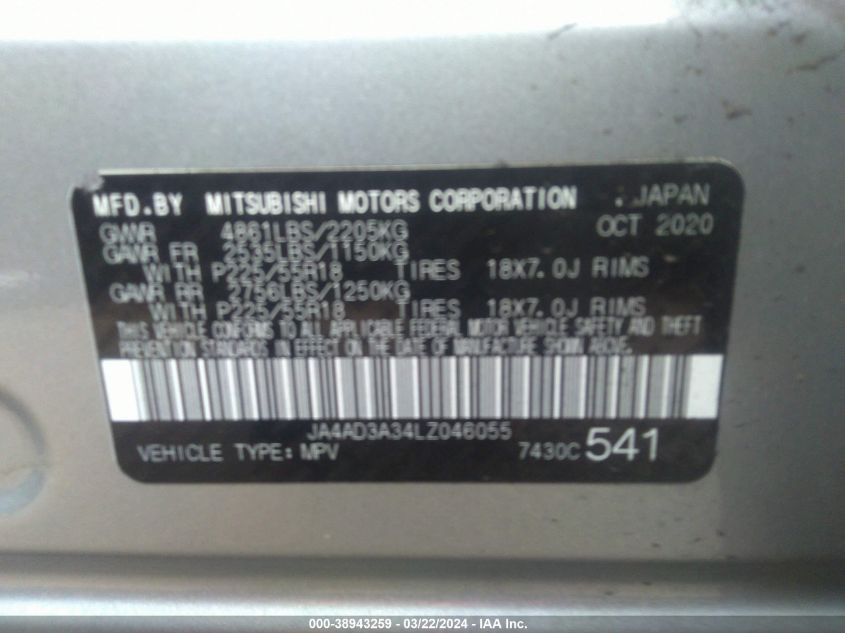 MFD.BY MITSUBISHI MOTORS CORPORATION JAPAN
GVWR 4861LBS/2205KG OCT 2020
GAWR FR 2535LBS/1150KG
WITH P225/55R18 TIRES 18X7.0J RIMS
GAWR RR 2756LBS/1250KG
WITH P225/55R18 TIRES 18X7.0J RIMS
THIS VEHICLE CONFORMS TO ALL APPLICABLE FEDERAL MOTOR VEHICLE SAFETY AND THEFT
PREVENTION STANDARDS IN EFFECT ON THE DATE OF MANUFACTURE SHOWN ABOVE.
JA4AD3A34LZ046055
VEHICLE TYPE: MPV 7430C 541
000-38943259 - 03/22/2024 - IAA Inc.